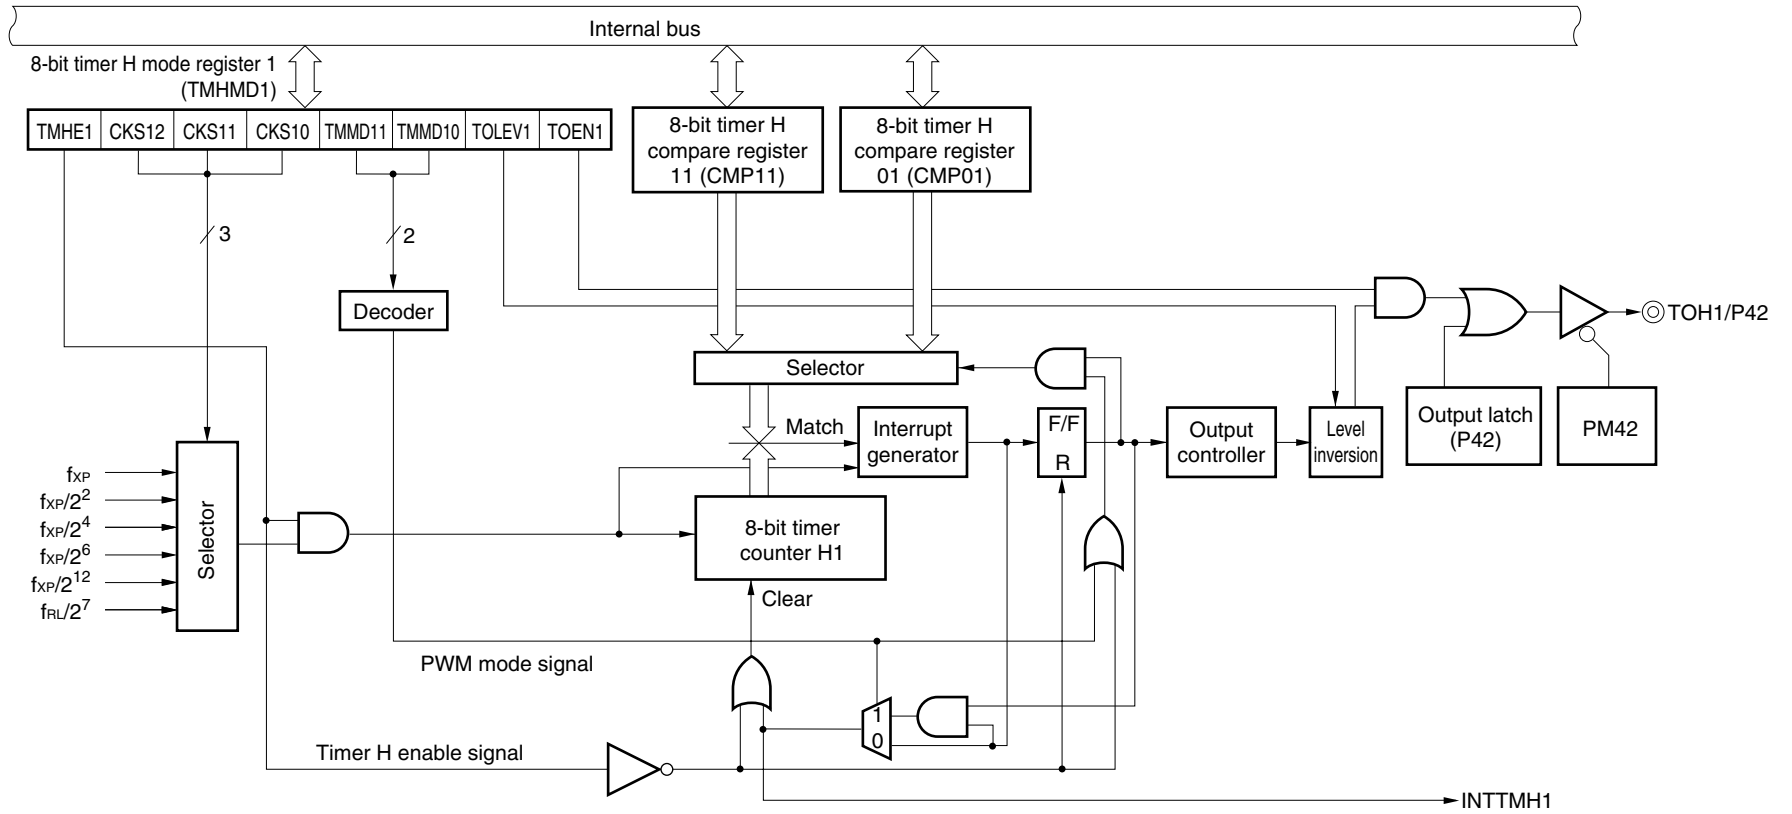 Internal bus
8-bit timer H mode register 1
(TMHMD1)
TMHE1 CKS12 CKS11 CKS10 TMMD11 TMMD10 TOLEV1 TOEN1
8-bit timer H
compare register
11 (CMP11)
8-bit timer H
compare register
01 (CMP01)
3
2
Decoder
TOH1/P42
Selector
Match
Interrupt
generator
F/F
R
Output
controller
Level
inversion
Output latch
(P42)
PM42
fXP
fXP/2²
fXP/2⁴
fXP/2⁶
fXP/2¹²
fRL/2⁷
Selector
8-bit timer
counter H1
Clear
PWM mode signal
1
0
Timer H enable signal
INTTMH1